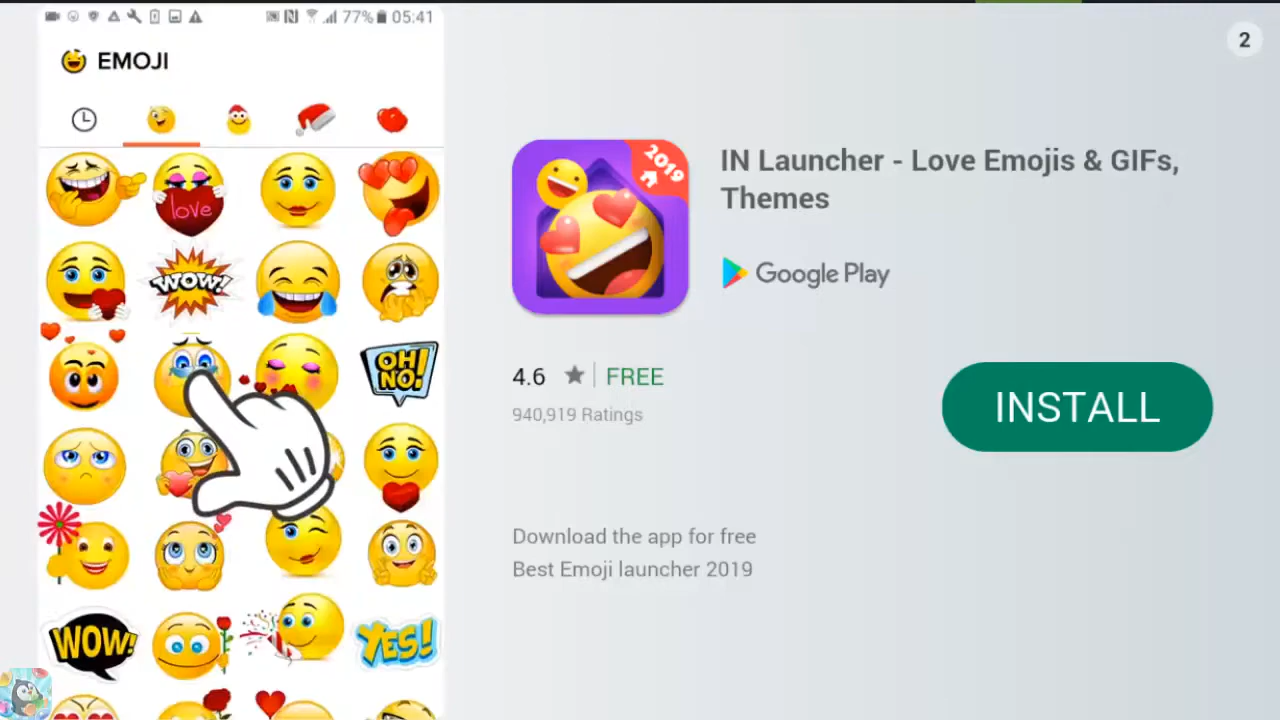 77% 05:41
EMOJI
love
WOW!
OH!
NO!
WOW!
YES!
2
2019
IN Launcher - Love Emojis & GIFs,
Themes
Google Play
4.6 FREE
940,919 Ratings
INSTALL
Download the app for free
Best Emoji launcher 2019